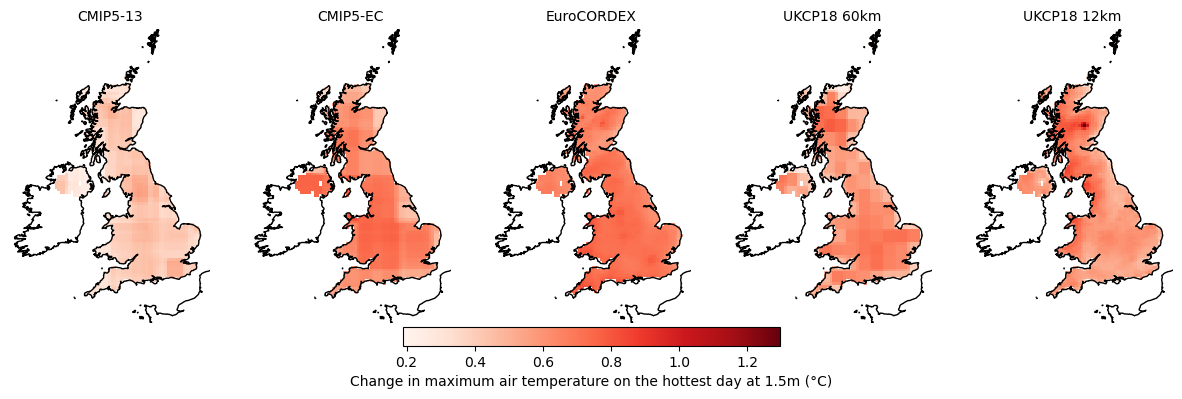 CMIP5-13
CMIP5-EC
EuroCORDEX
UKCP18 60km
UKCP18 12km
0.2
0.4
0.6
0.8
1.0
1.2
Change in maximum air temperature on the hottest day at 1.5m (°C)